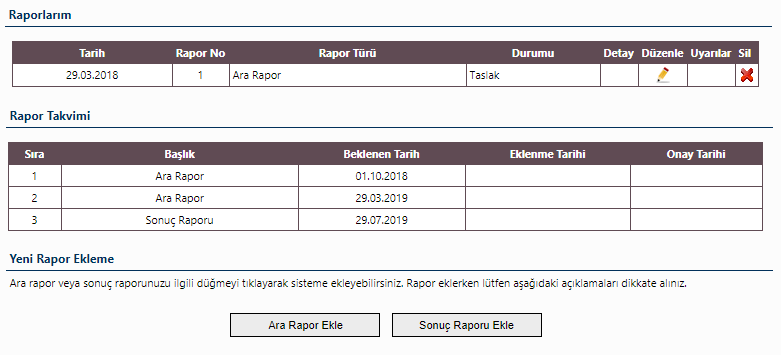 Raporlarım
Tarih Rapor No Rapor Türü Durumu Detay Düzenle Uyarılar Sil
29.03.2018 1 Ara Rapor Taslak
Rapor Takvimi
Sıra Başlık Beklenen Tarih Eklenme Tarihi Onay Tarihi
1 Ara Rapor 01.10.2018
2 Ara Rapor 29.03.2019
3 Sonuç Raporu 29.07.2019
Yeni Rapor Ekleme
Ara rapor veya sonuç raporunuzu ilgili düğmeyi tıklayarak sisteme ekleyebilirsiniz. Rapor eklerken lütfen aşağıdaki açıklamaları dikkate alınız.
Ara Rapor Ekle Sonuç Raporu Ekle